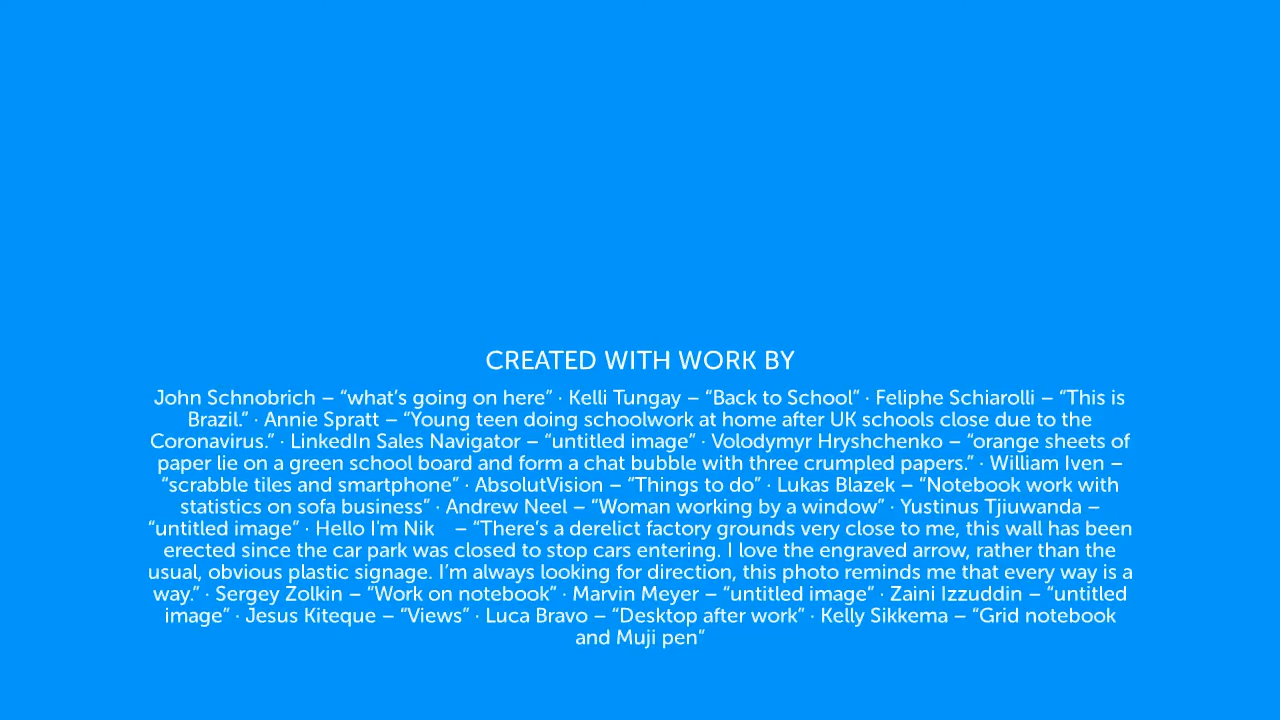 CREATED WITH WORK BY
John Schnobrich – “what’s going on here” · Kelli Tungay – “Back to School” · Feliphe Schiarolli – “This is
Brazil.” · Annie Spratt – “Young teen doing schoolwork at home after UK schools close due to the
Coronavirus.” · LinkedIn Sales Navigator – “untitled image” · Volodymyr Hryshchenko – “orange sheets of
paper lie on a green school board and form a chat bubble with three crumpled papers.” · William Iven –
“scrabble tiles and smartphone” · AbsolutVision – “Things to do” · Lukas Blazek – “Notebook work with
statistics on sofa business” · Andrew Neel – “Woman working by a window” · Yustinus Tjiuwanda –
“untitled image” · Hello I'm Nik – “There’s a derelict factory grounds very close to me, this wall has been
erected since the car park was closed to stop cars entering. I love the engraved arrow, rather than the
usual, obvious plastic signage. I’m always looking for direction, this photo reminds me that every way is a
way.” · Sergey Zolkin – “Work on notebook” · Marvin Meyer – “untitled image” · Zaini Izzuddin – “untitled
image” · Jesus Kiteque – “Views” · Luca Bravo – “Desktop after work” · Kelly Sikkema – “Grid notebook
and Muji pen”